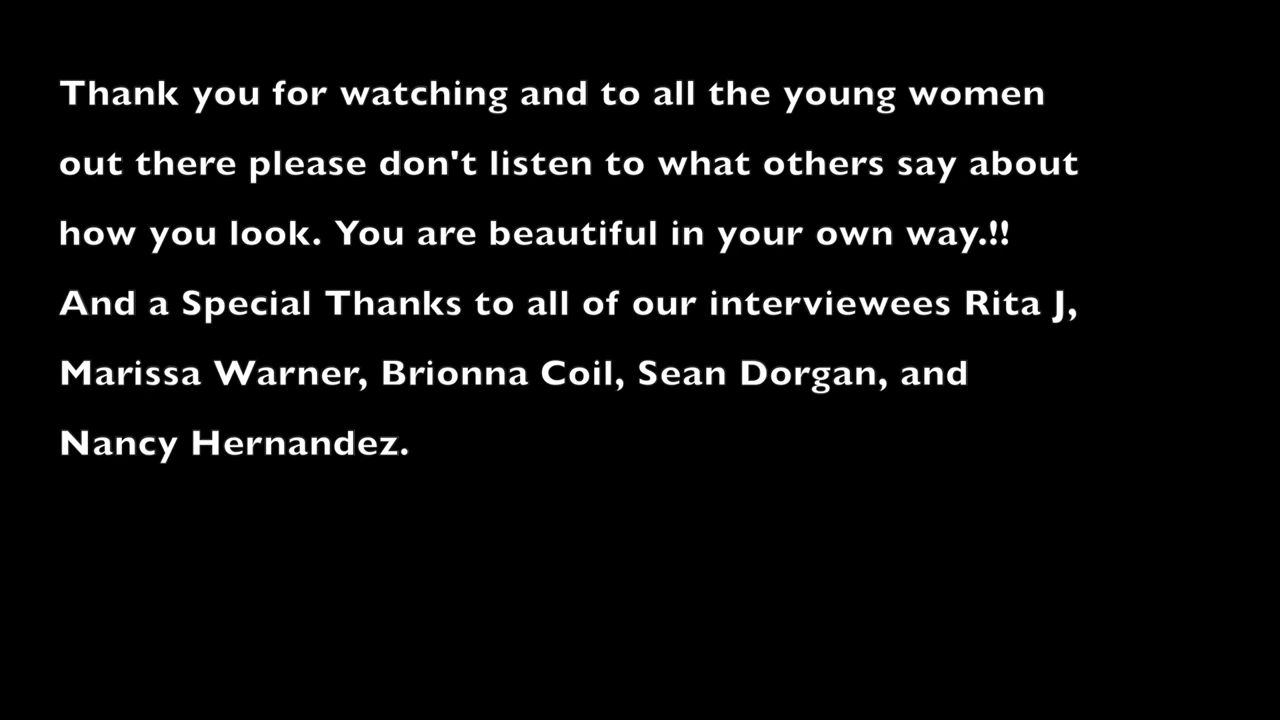 Thank you for watching and to all the young women
out there please don't listen to what others say about
how you look. You are beautiful in your own way.!!
And a Special Thanks to all of our interviewees Rita J,
Marissa Warner, Brionna Coil, Sean Dorgan, and
Nancy Hernandez.